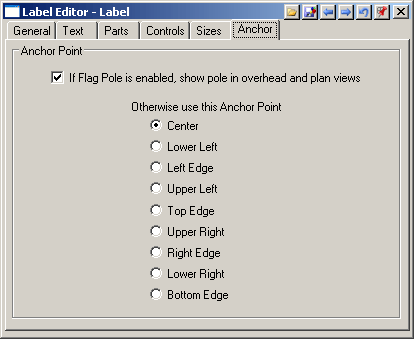 Label Editor - Label
General Text Parts Controls Sizes Anchor
Anchor Point
If Flag Pole is enabled, show pole in overhead and plan views
Otherwise use this Anchor Point
Center
Lower Left
Left Edge
Upper Left
Top Edge
Upper Right
Right Edge
Lower Right
Bottom Edge